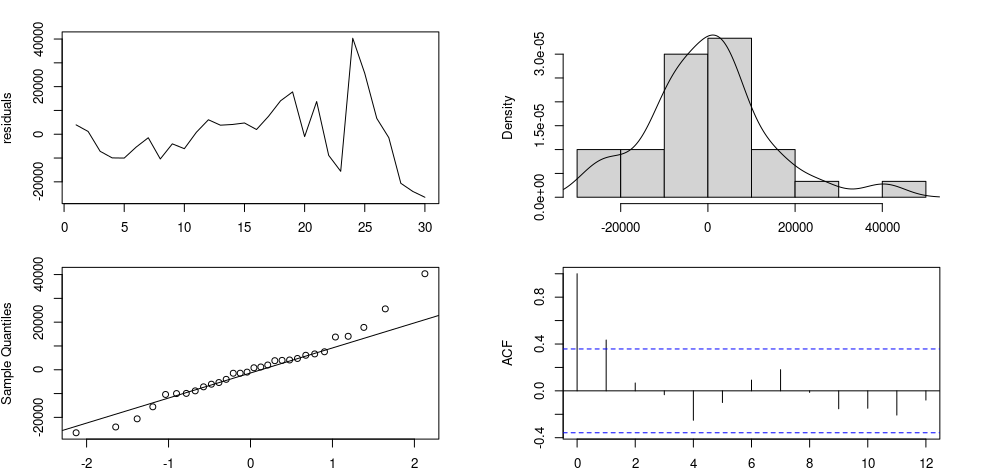 residuals
-20000 0 20000 40000
0 5 10 15 20 25 30
Density
0.0e+00 1.5e-05 3.0e-05
-20000 0 20000 40000
Sample Quantiles
-20000 0 20000 40000
-2 -1 0 1 2
ACF
-0.4 0.0 0.4 0.8
0 2 4 6 8 10 12